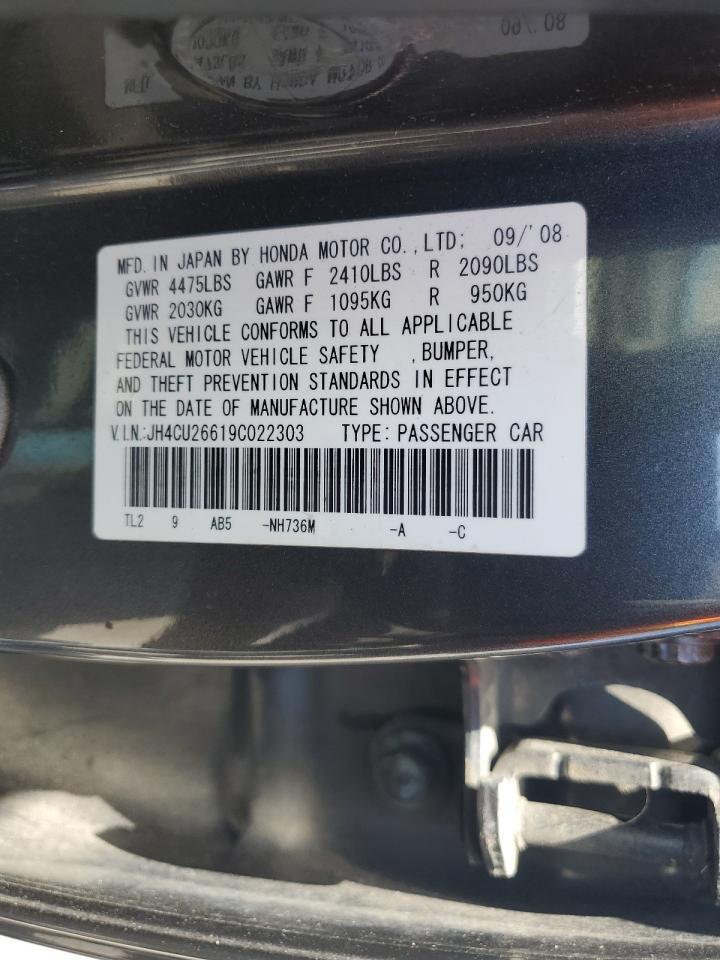 09/'08
MFD. IN JAPAN BY HONDA MOTOR CO.,LTD; 09/'08
GVWR 4475LBS GAWR F 2410LBS R 2090LBS
GVWR 2030KG GAWR F 1095KG R 950KG
THIS VEHICLE CONFORMS TO ALL APPLICABLE
FEDERAL MOTOR VEHICLE SAFETY ,BUMPER,
AND THEFT PREVENTION STANDARDS IN EFFECT
ON THE DATE OF MANUFACTURE SHOWN ABOVE.
V.I.N.:JH4CU26619C022303 TYPE: PASSENGER CAR
TL2 9 AB5 -NH736M -A -C